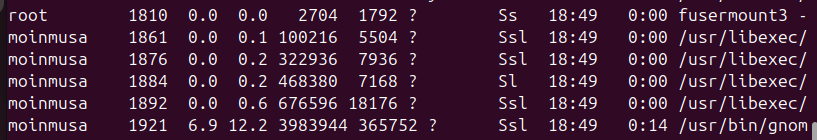 root 1810 0.0 0.0 2704 1792 ? Ss 18:49 0:00 fusermount3 -
moinmusa 1861 0.0 0.1 100216 5504 ? Ssl 18:49 0:00 /usr/libexec/
moinmusa 1876 0.0 0.2 322936 7936 ? Ssl 18:49 0:00 /usr/libexec/
moinmusa 1884 0.0 0.2 468380 7168 ? Sl 18:49 0:00 /usr/libexec/
moinmusa 1892 0.0 0.6 676596 18176 ? Ssl 18:49 0:00 /usr/libexec/
moinmusa 1921 6.9 12.2 3983944 365752 ? Ssl 18:49 0:14 /usr/bin/gnom